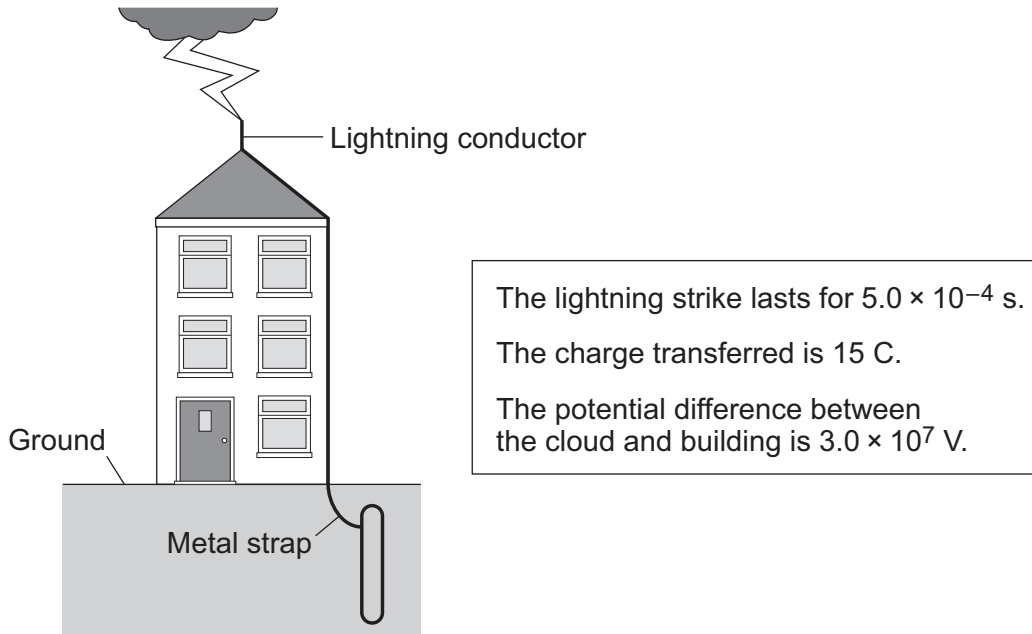 Lightning conductor
The lightning strike lasts for 5.0 × 10⁻⁴ s.
The charge transferred is 15 C.
The potential difference between
the cloud and building is 3.0 × 10⁷ V.
Ground
Metal strap